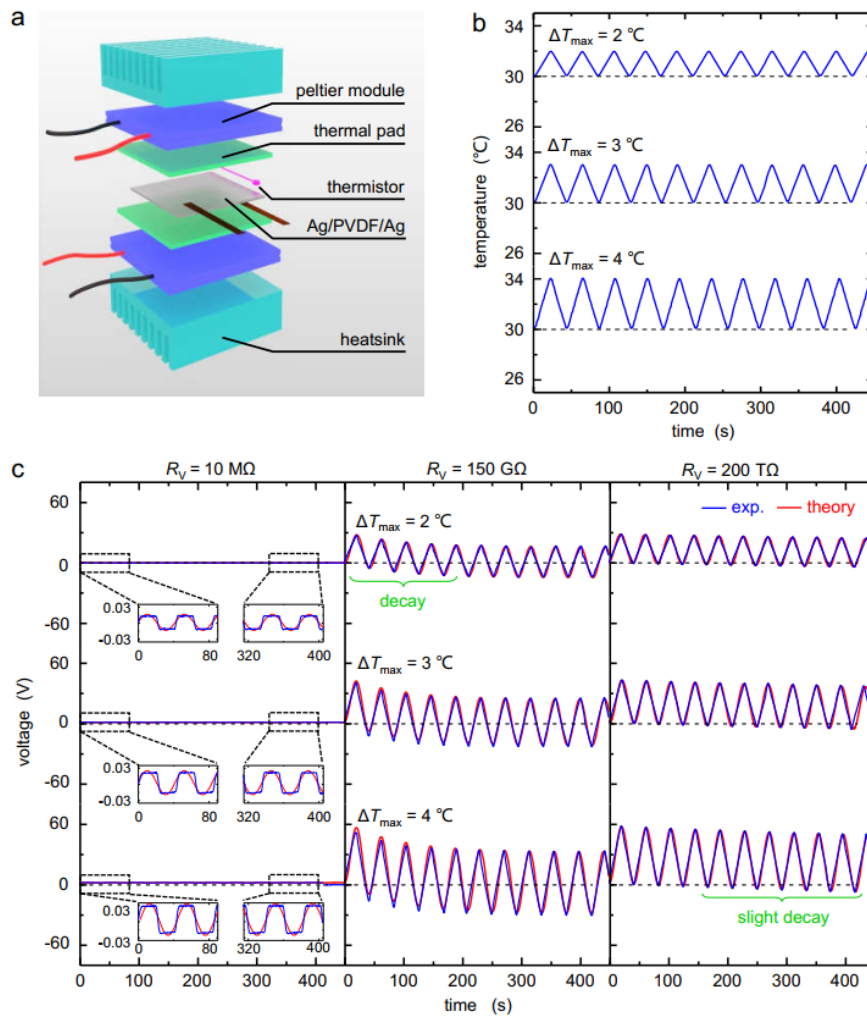 a
peltier module
thermal pad
thermistor
Ag/PVDF/Ag
heatsink
b
ΔTmax = 2 ℃
34
30
26
ΔTmax = 3 ℃
34
30
26
ΔTmax = 4 ℃
34
30
26
temperature (℃)
0 100 200 300 400
time (s)
c
RV = 10 MΩ RV = 150 GΩ RV = 200 TΩ
60
0
-60
ΔTmax = 2 ℃
exp. theory
decay
0.03
-0.03
0 80 320 400
60
0
-60
ΔTmax = 3 ℃
0.03
-0.03
0 80 320 400
60
0
-60
ΔTmax = 4 ℃
slight decay
0.03
-0.03
0 80 320 400
voltage (V)
0 100 200 300 0 100 200 300 400 0 100 200 300 400
time (s)